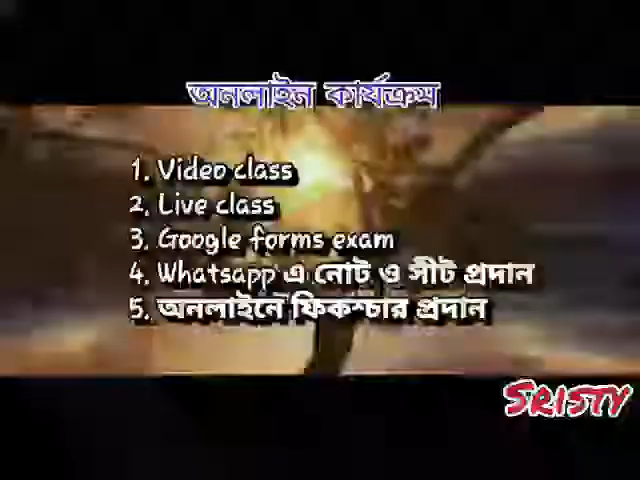 অনলাইন কার্যক্রম
1. Video class
2. Live class
3. Google forms exam
4. Whatsapp এ নোট ও সীট প্রদান
5. অনলাইনে ফিকশ্চার প্রদান
SRISTY